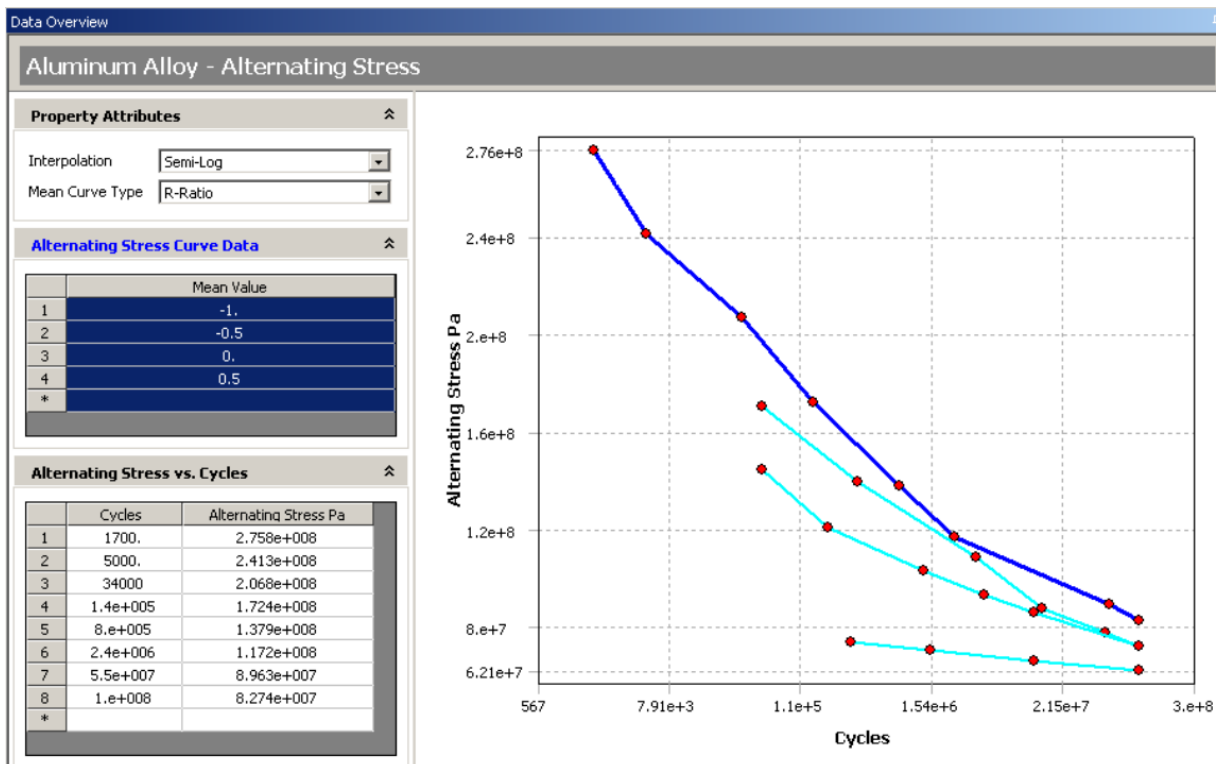 Data Overview
Aluminum Alloy - Alternating Stress
Property Attributes
Interpolation Semi-Log
Mean Curve Type R-Ratio
Alternating Stress Curve Data
Mean Value
1 -1.
2 -0.5
3 0.
4 0.5
*
Alternating Stress vs. Cycles
Cycles Alternating Stress Pa
1 1700. 2.758e+008
2 5000. 2.413e+008
3 34000 2.068e+008
4 1.4e+005 1.724e+008
5 8.e+005 1.379e+008
6 2.4e+006 1.172e+008
7 5.5e+007 8.963e+007
8 1.e+008 8.274e+007
*
Alternating Stress Pa
2.76e+8
2.4e+8
2.e+8
1.6e+8
1.2e+8
8.e+7
6.21e+7
567 7.91e+3 1.1e+5 1.54e+6 2.15e+7 3.e+8
Cycles